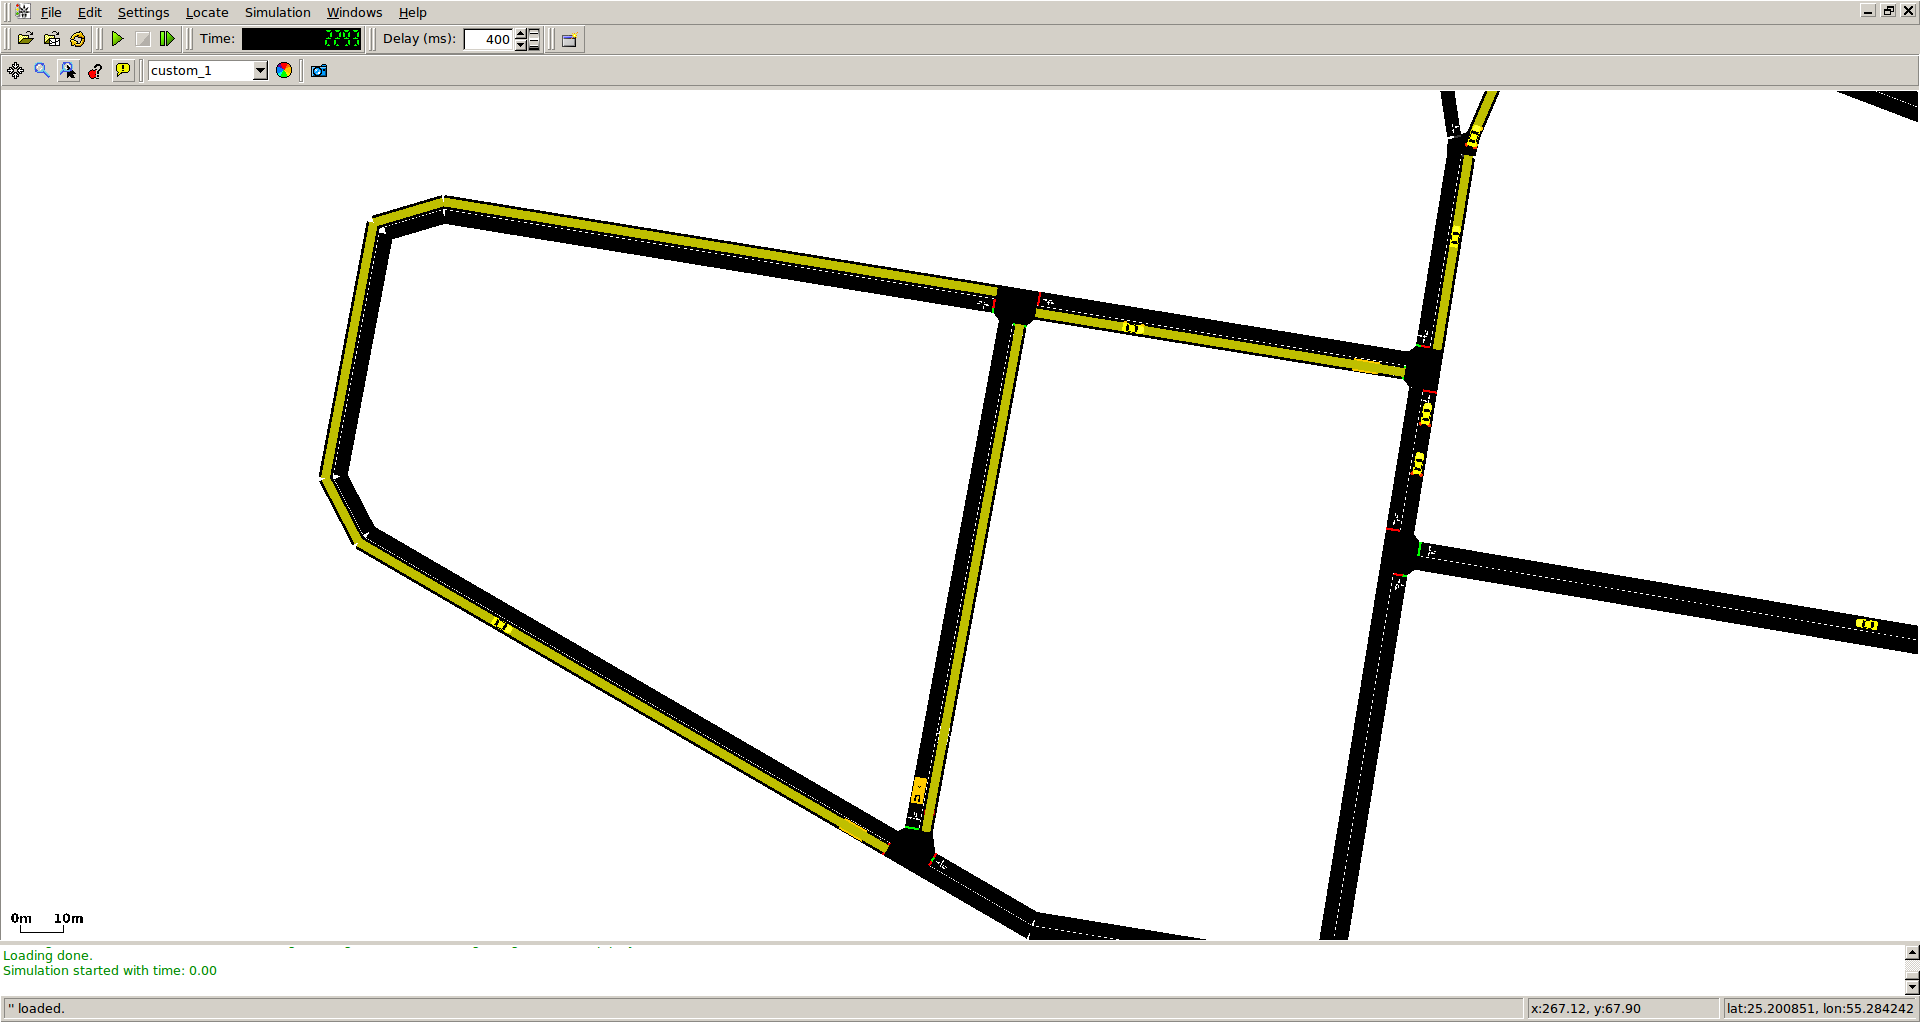 File Edit Settings Locate Simulation Windows Help
Time: 2293 Delay (ms): 400
custom_1
0m 10m
Loading done.
Simulation started with time: 0.00
'' loaded.
x:267.12, y:67.90
lat:25.200851, lon:55.284242